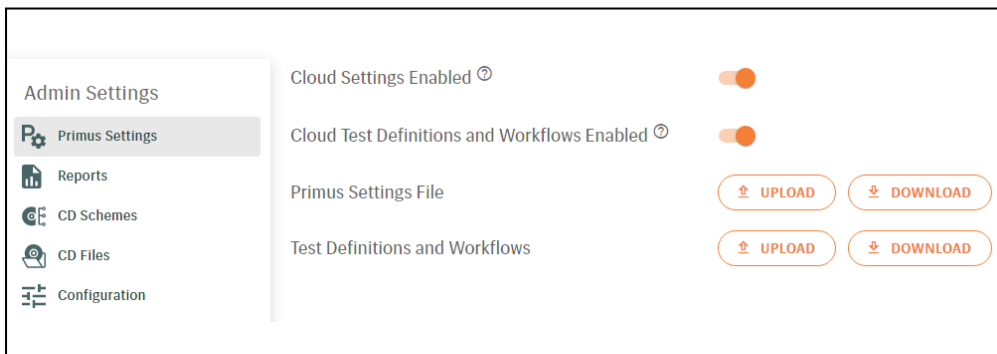 Admin Settings
Primus Settings
Reports
CD Schemes
CD Files
Configuration
Cloud Settings Enabled ?
Cloud Test Definitions and Workflows Enabled ?
Primus Settings File
UPLOAD
DOWNLOAD
Test Definitions and Workflows
UPLOAD
DOWNLOAD